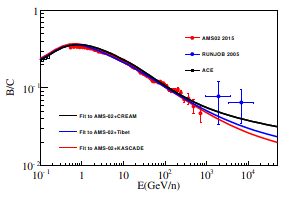 1
AMS02 2015
RUNJOB 2005
ACE
B/C
10⁻¹
Fit to AMS-02+CREAM
Fit to AMS-02+Tibet
Fit to AMS-02+KASCADE
10⁻²
10⁻¹ 1 10 10² 10³ 10⁴
E(GeV/n)